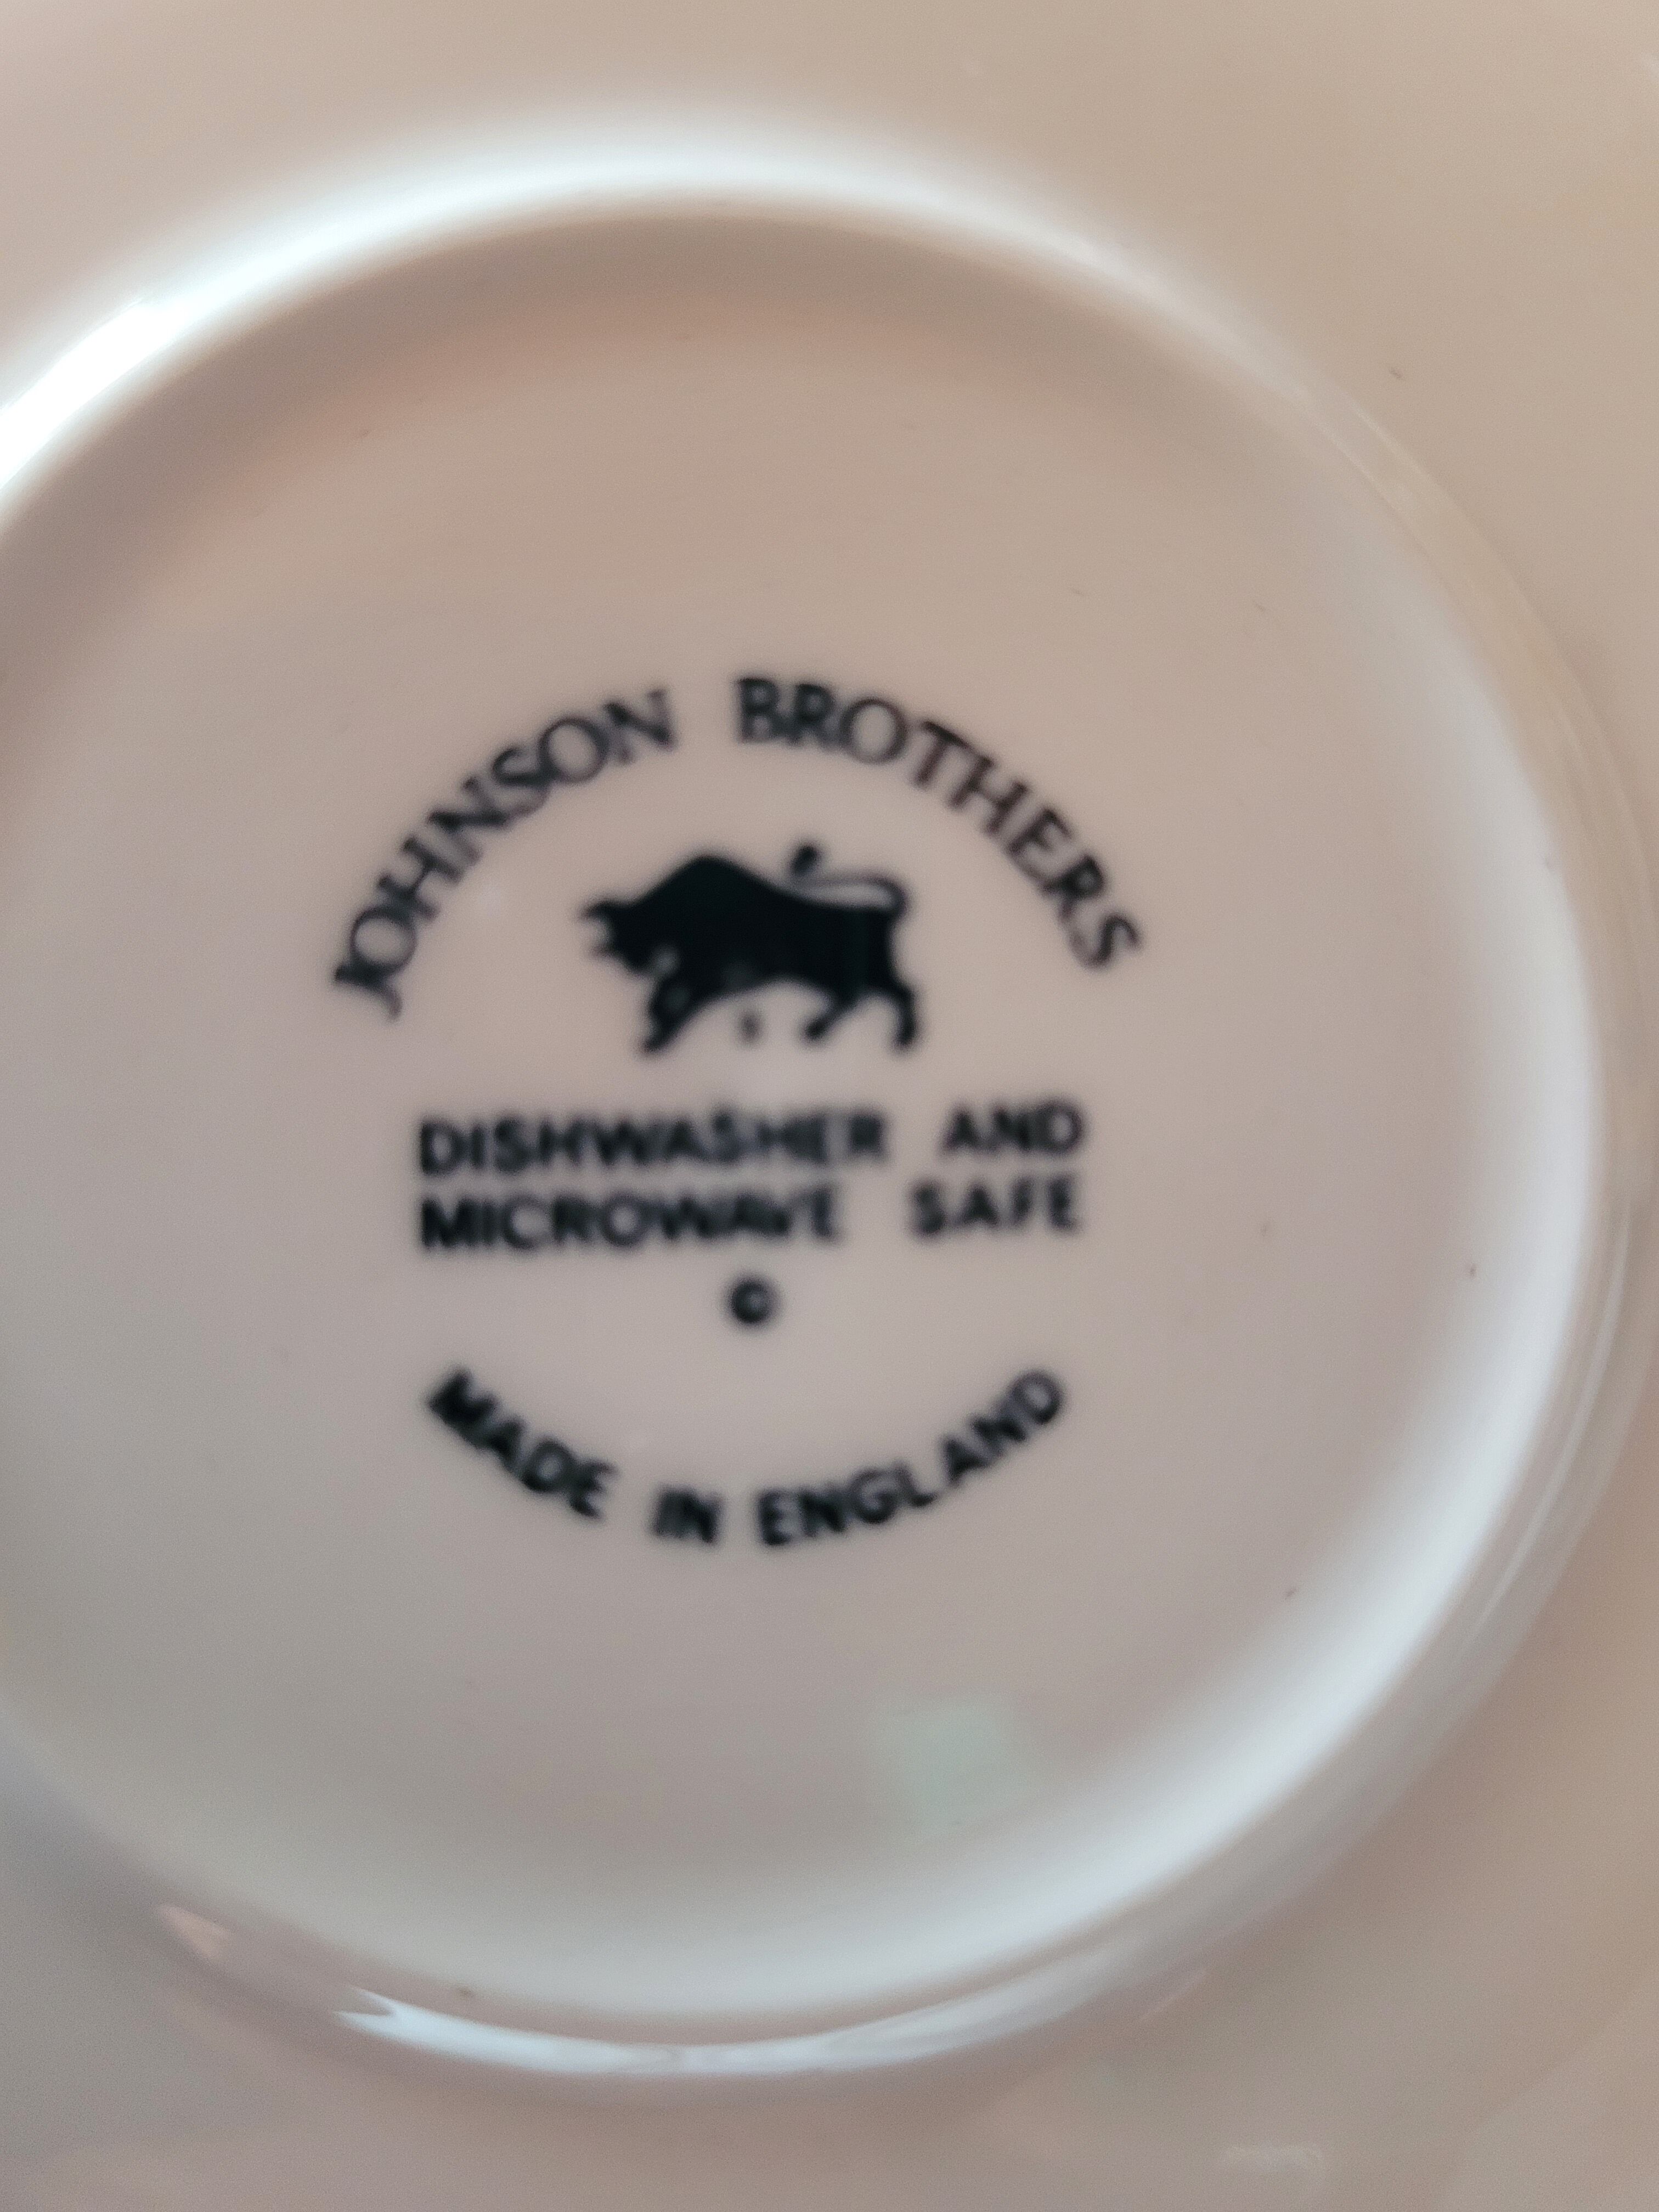 JOHNSON BROTHERS
DISHWASHER AND
MICROWAVE SAFE
©
MADE IN ENGLAND